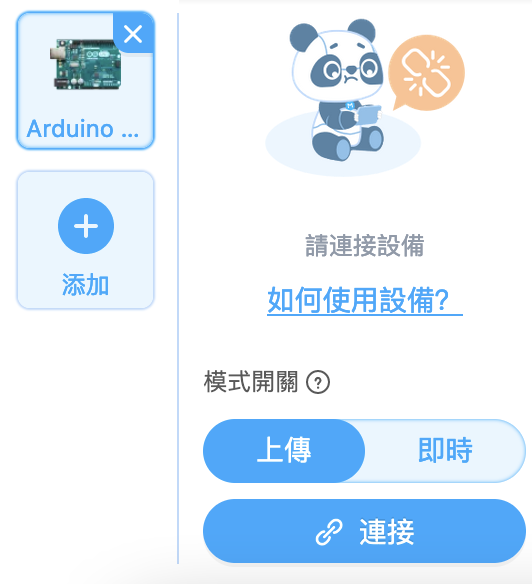 Arduino ...
添加
請連接設備
如何使用設備?
模式開關 ?
上傳
即時
連接